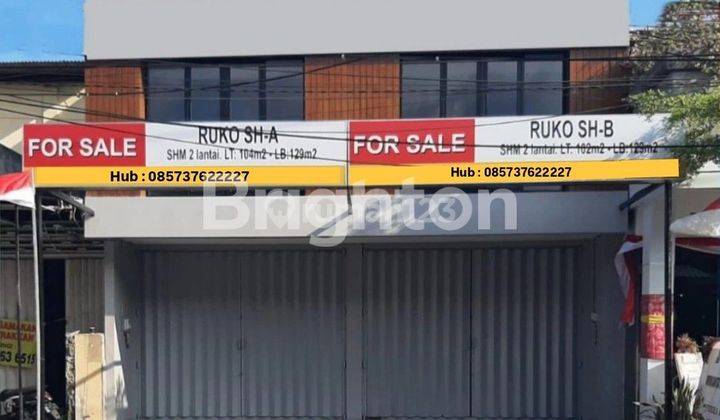 FOR SALE
RUKO SH-A
SHM 2 lantai. LT: 104m2 - LB:129m2
Hub : 085737622227
FOR SALE
RUKO SH-B
SHM 2 lantai. LT: 102m2 - LB:129m2
Hub : 085737622227
Brighton